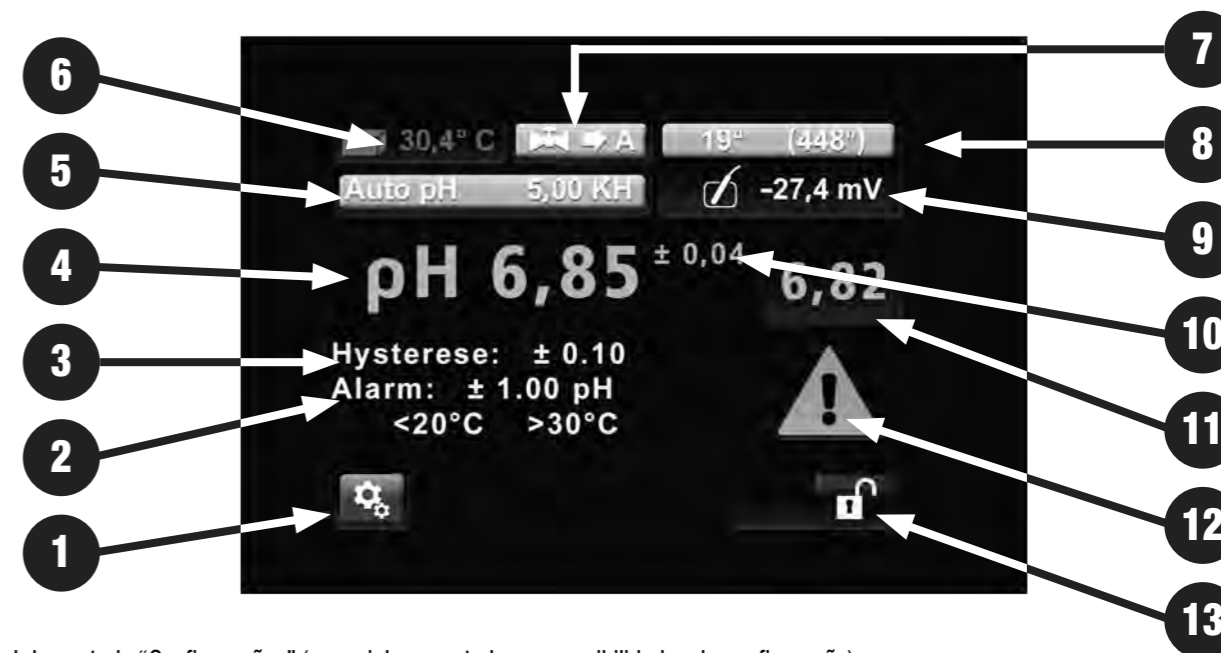 6
7
30,4° C
A
19" (448")
8
5
Auto pH 5,00 KH
-27,4 mV
9
4
pH 6,85 ± 0,04
6,82
10
3
Hysterese: ± 0.10
Alarm: ± 1.00 pH
<20°C >30°C
11
2
12
1
13